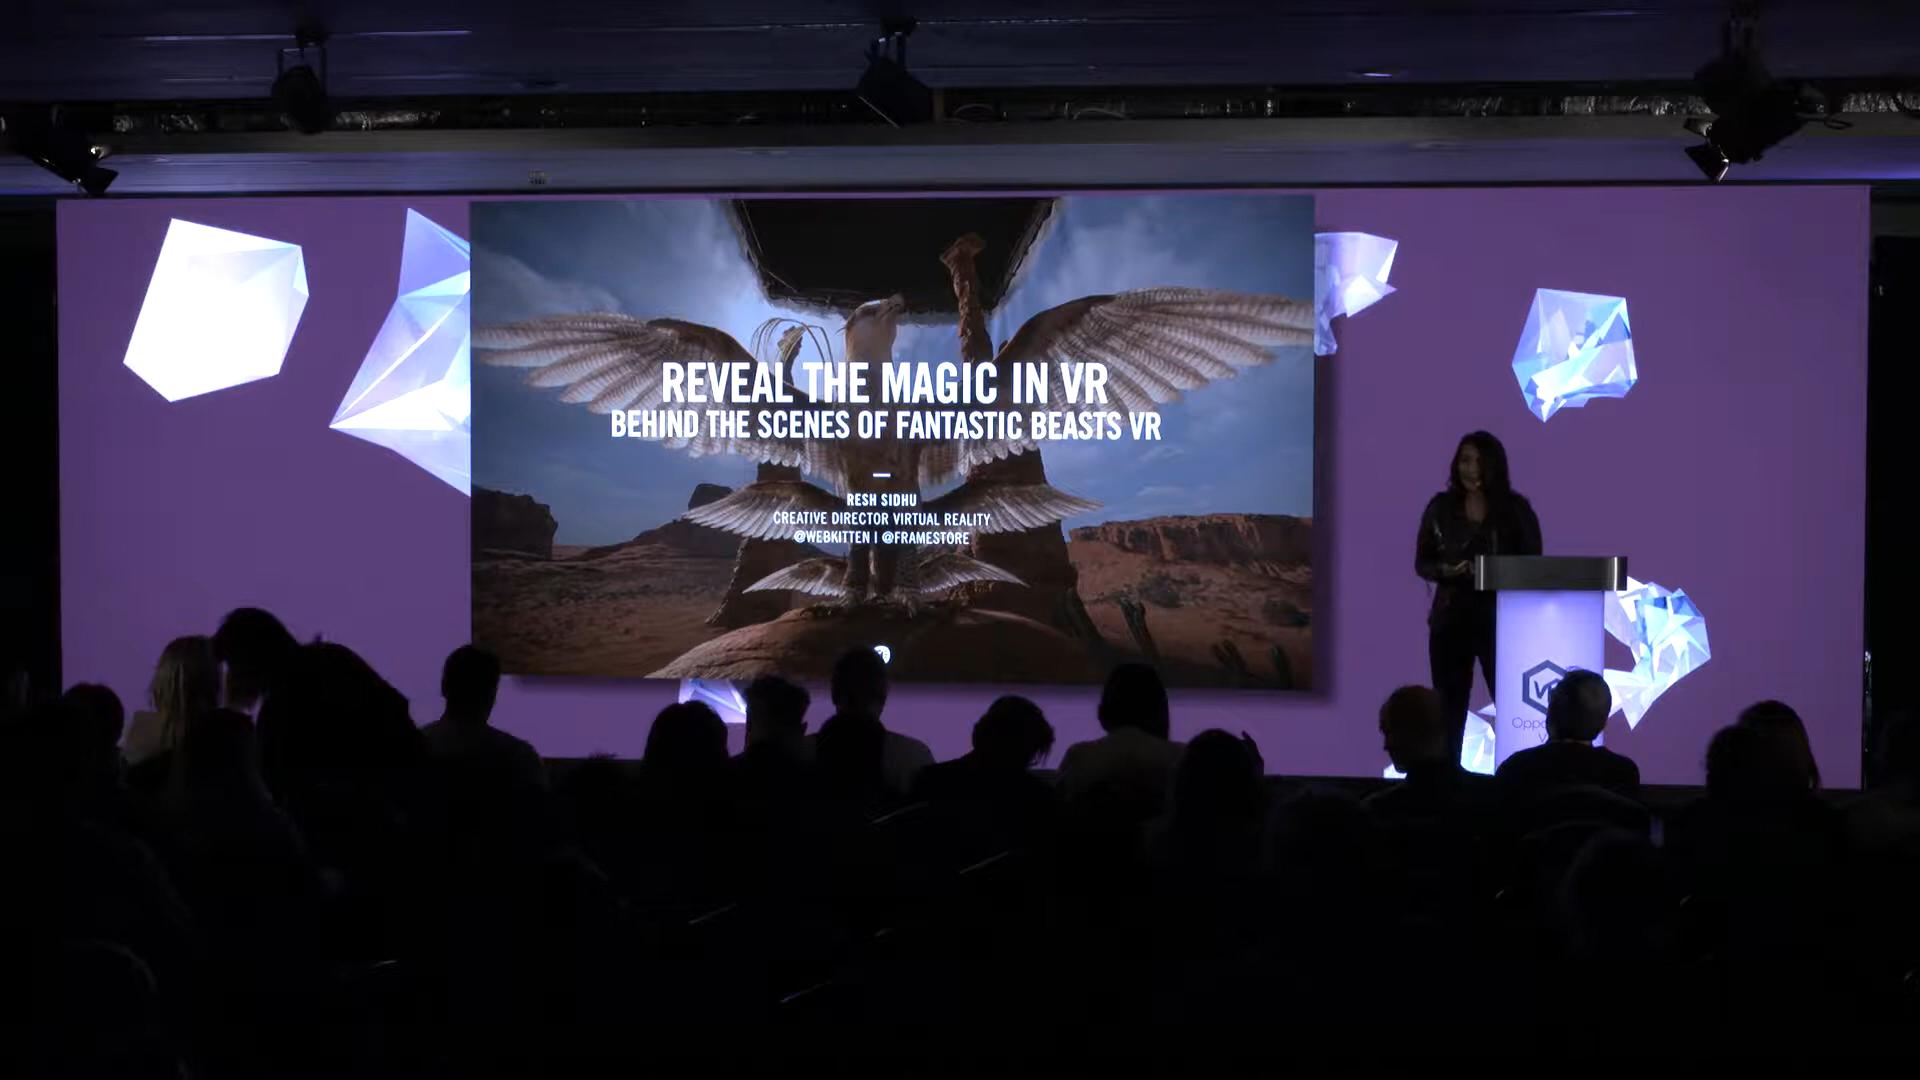 REVEAL THE MAGIC IN VR
BEHIND THE SCENES OF FANTASTIC BEASTS VR
RESH SIDHU
CREATIVE DIRECTOR VIRTUAL REALITY
@WEBKITTEN | @FRAMESTORE